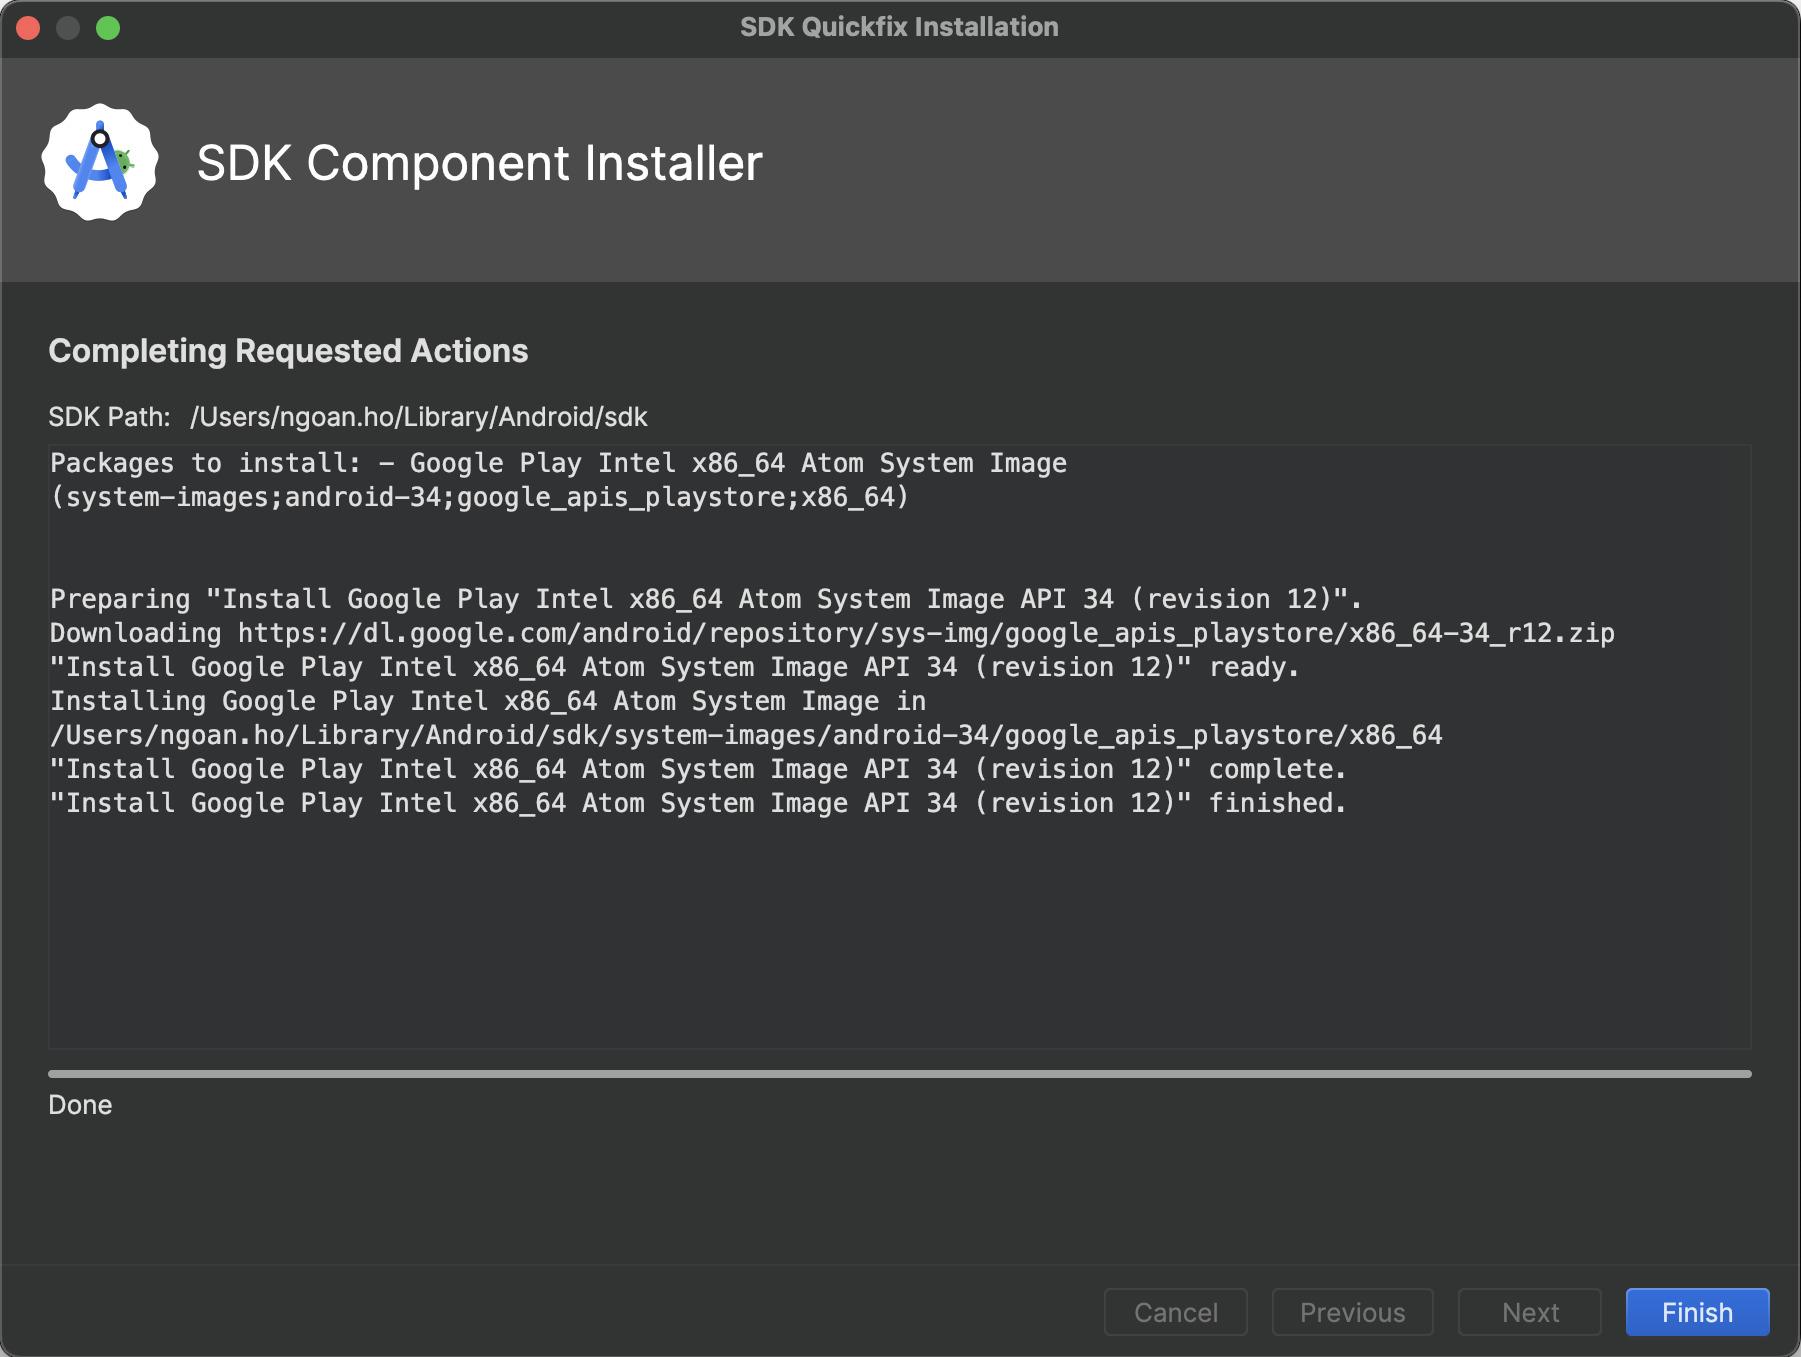 SDK Quickfix Installation
SDK Component Installer
Completing Requested Actions
SDK Path: /Users/ngoan.ho/Library/Android/sdk
Packages to install: - Google Play Intel x86_64 Atom System Image
(system-images;android-34;google_apis_playstore;x86_64)
Preparing "Install Google Play Intel x86_64 Atom System Image API 34 (revision 12)".
Downloading https://dl.google.com/android/repository/sys-img/google_apis_playstore/x86_64-34_r12.zip
"Install Google Play Intel x86_64 Atom System Image API 34 (revision 12)" ready.
Installing Google Play Intel x86_64 Atom System Image in
/Users/ngoan.ho/Library/Android/sdk/system-images/android-34/google_apis_playstore/x86_64
"Install Google Play Intel x86_64 Atom System Image API 34 (revision 12)" complete.
"Install Google Play Intel x86_64 Atom System Image API 34 (revision 12)" finished.
Done
Cancel Previous Next Finish